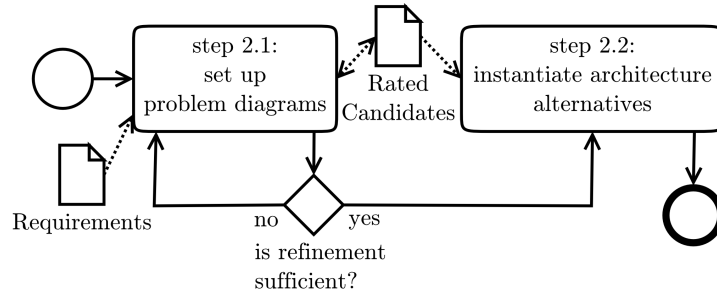 step 2.1:
set up
problem diagrams
Rated
Candidates
step 2.2:
instantiate architecture
alternatives
Requirements
no
yes
is refinement
sufficient?